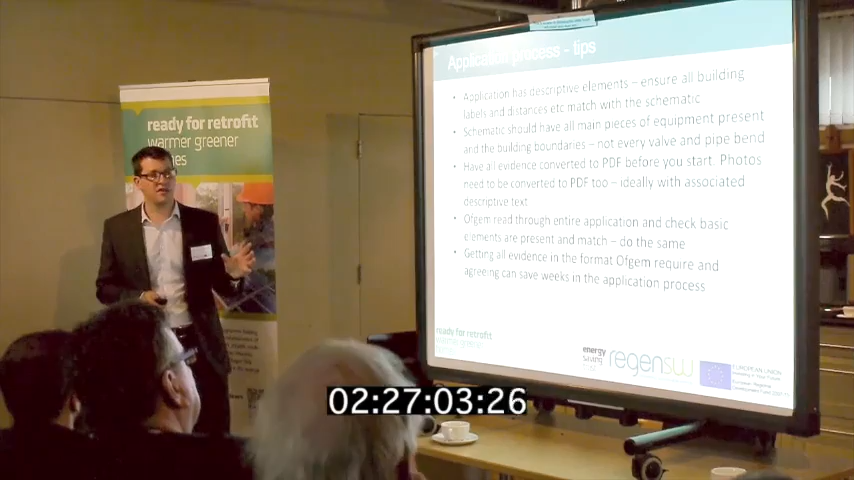 Application process - tips
• Application has descriptive elements – ensure all building
labels and distances etc match with the schematic
• Schematic should have all main pieces of equipment present
and the building boundaries – not every valve and pipe bend
• Have all evidence converted to PDF before you start. Photos
need to be converted to PDF too – ideally with associated
descriptive text
• Ofgem read through entire application and check basic
elements are present and match – do the same
• Getting all evidence in the format Ofgem require and
agreeing can save weeks in the application process
ready for retrofit
warmer greener
energy
saving
regensw
EUROPEAN UNION
ready for retrofit
warmer greener
02:27:03:26